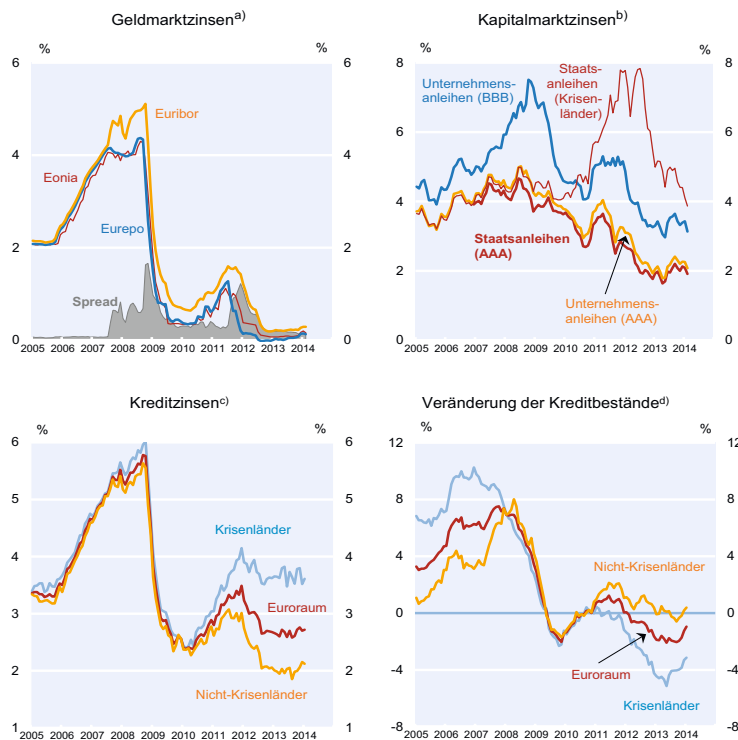 Geldmarktzinsen a)
% %
6 6
Euribor
4 4
Eonia
Eurepo
2 2
Spread
0 0
2005 2006 2007 2008 2009 2010 2011 2012 2013 2014
Kapitalmarktzinsen b)
% %
8 8
Staats-
anleihen
(Krisen-
länder)
Unternehmens-
anleihen (BBB)
6 6
4 4
Staatsanleihen
(AAA)
2 2
Unternehmens-
anleihen (AAA)
0 0
2005 2006 2007 2008 2009 2010 2011 2012 2013 2014
Kreditzinsen c)
% %
6 6
5 5
Krisenländer
4 4
Euroraum
3 3
2 2
Nicht-Krisenländer
1 1
2005 2006 2007 2008 2009 2010 2011 2012 2013 2014
Veränderung der Kreditbestände d)
% %
12 12
8 8
Nicht-Krisenländer
4 4
0 0
-4 -4
Euroraum
Krisenländer
-8 -8
2005 2006 2007 2008 2009 2010 2011 2012 2013 2014